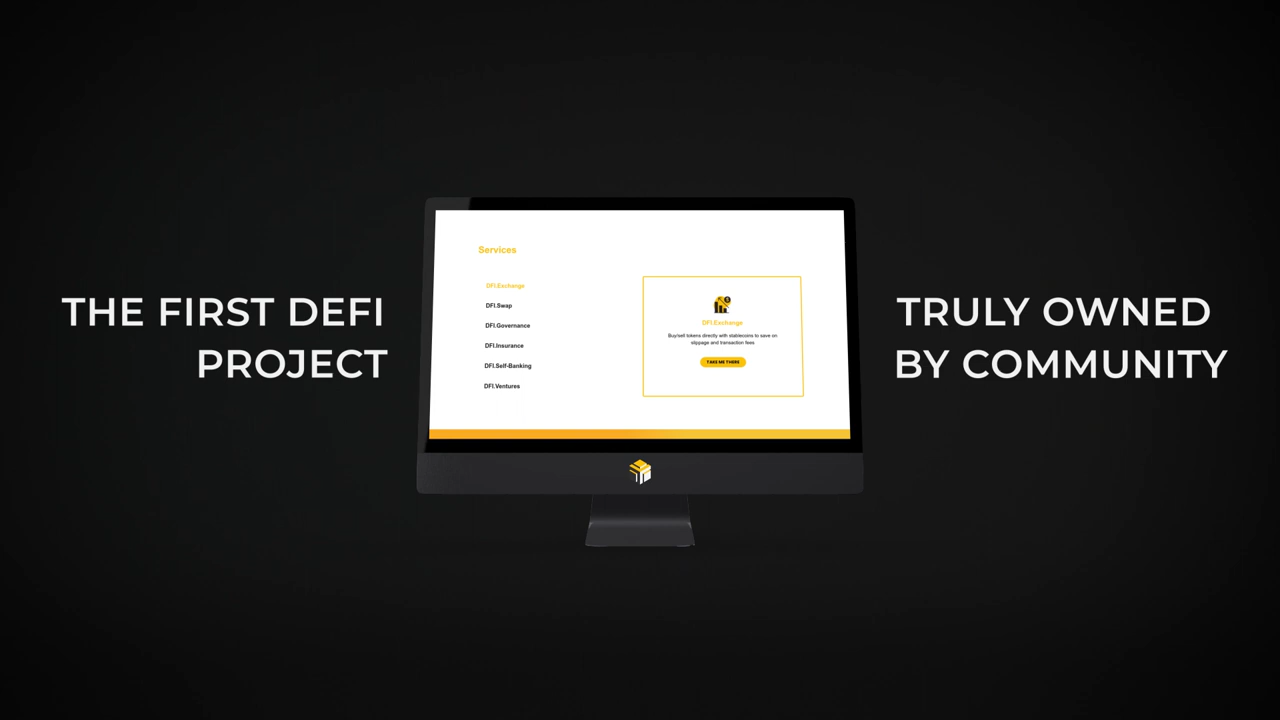 THE FIRST DEFI
PROJECT
Services
DFI.Exchange
DFI.Swap
DFI.Governance
DFI.Insurance
DFI.Self-Banking
DFI.Ventures
DFI.Exchange
Buy/sell tokens directly with stablecoins to save on
slippage and transaction fees
TAKE ME THERE
TRULY OWNED
BY COMMUNITY